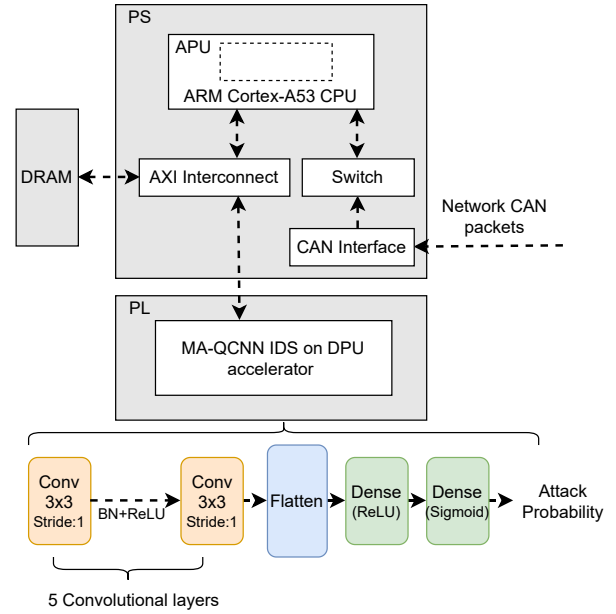 PS
APU
ARM Cortex-A53 CPU
DRAM
AXI Interconnect
Switch
Network CAN
packets
CAN Interface
PL
MA-QCNN IDS on DPU
accelerator
Conv
3x3
Stride:1
BN+ReLU
Conv
3x3
Stride:1
Flatten
Dense
(ReLU)
Dense
(Sigmoid)
Attack
Probability
5 Convolutional layers